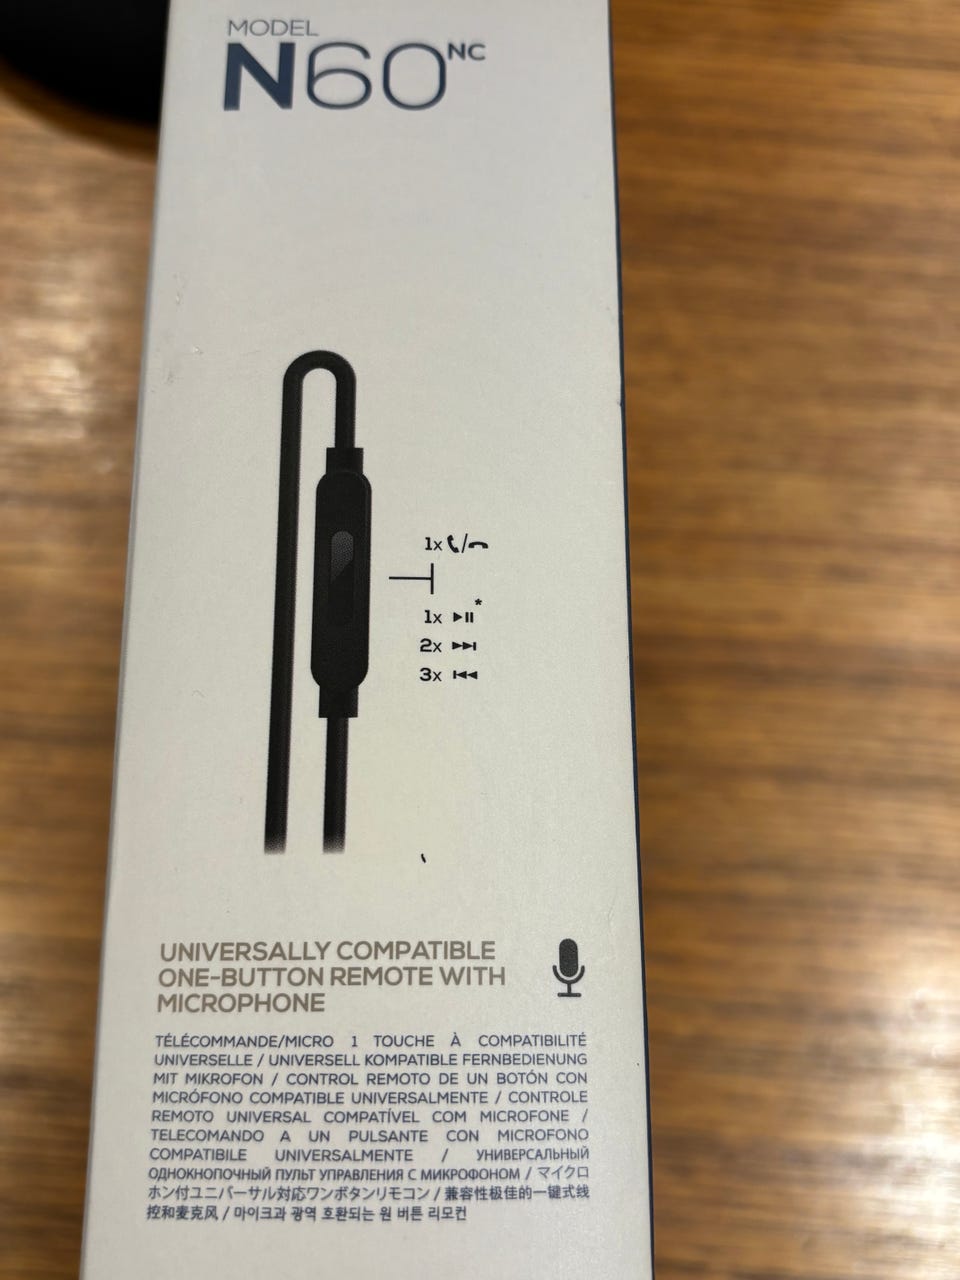 MODEL
N60NC
1x /
1x *
2x
3x
UNIVERSALLY COMPATIBLE
ONE-BUTTON REMOTE WITH
MICROPHONE
TÉLÉCOMMANDE/MICRO 1 TOUCHE À COMPATIBILITÉ
UNIVERSELLE / UNIVERSELL KOMPATIBLE FERNBEDIENUNG
MIT MIKROFON / CONTROL REMOTO DE UN BOTÓN CON
MICRÓFONO COMPATIBLE UNIVERSALMENTE / CONTROLE
REMOTO UNIVERSAL COMPATÍVEL COM MICROFONE /
TELECOMANDO A UN PULSANTE CON MICROFONO
COMPATIBILE UNIVERSALMENTE / УНИВЕРСАЛЬНЫЙ
ОДНОКНОПОЧНЫЙ ПУЛЬТ УПРАВЛЕНИЯ С МИКРОФОНОМ / マイクロ
ホン付ユニバーサル対応ワンボタンリモコン / 兼容性极佳的一键式线
控和麦克风 / 마이크과 광역 호환되는 원 버튼 리모컨